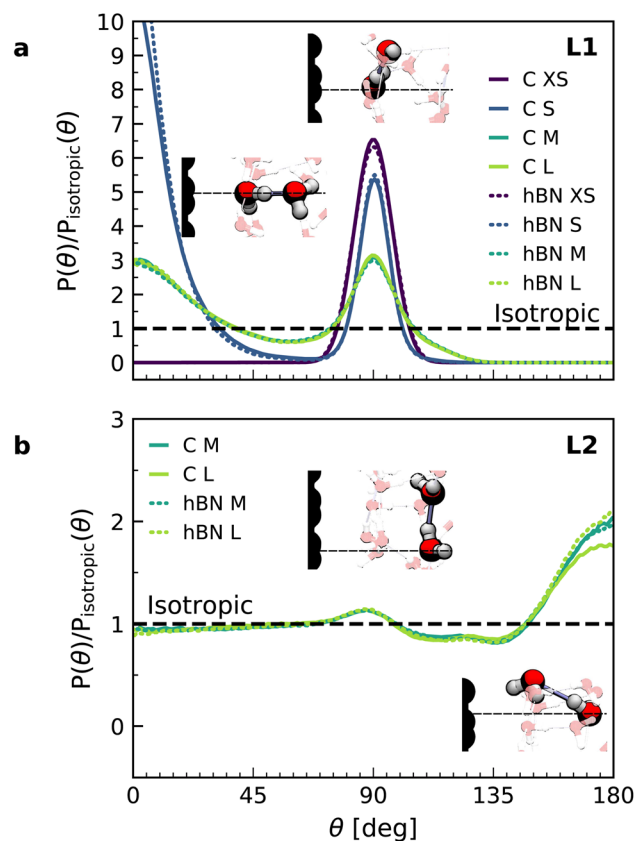 a
L1
10
9
8
7
6
5
4
3
2
1
0
P(θ)/P_isotropic(θ)
C XS
C S
C M
C L
hBN XS
hBN S
hBN M
hBN L
Isotropic
b
L2
3
2
1
0
P(θ)/P_isotropic(θ)
C M
C L
hBN M
hBN L
Isotropic
0 45 90 135 180
θ [deg]